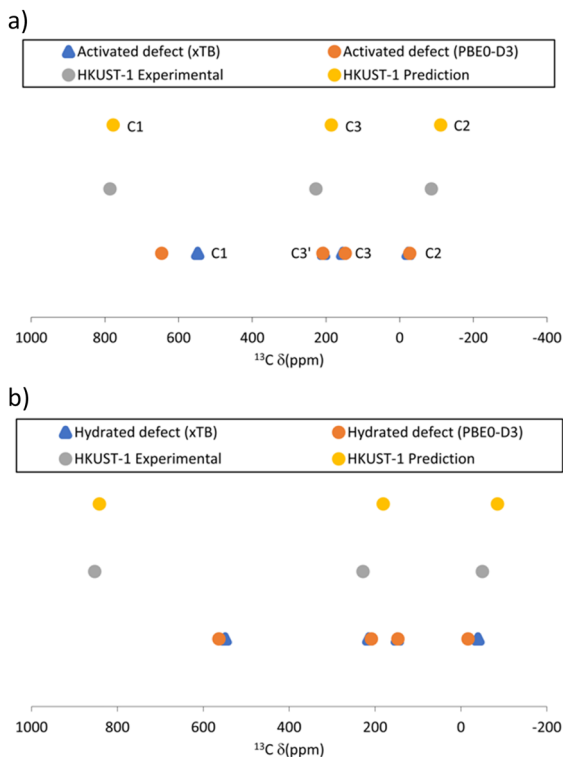 a)
Activated defect (xTB) Activated defect (PBE0-D3)
HKUST-1 Experimental HKUST-1 Prediction
C1 C3 C2
C1 C3' C3 C2
1000 800 600 400 200 0 -200 -400
¹³C δ(ppm)
b)
Hydrated defect (xTB) Hydrated defect (PBE0-D3)
HKUST-1 Experimental HKUST-1 Prediction
1000 800 600 400 200 0 -200
¹³C δ(ppm)